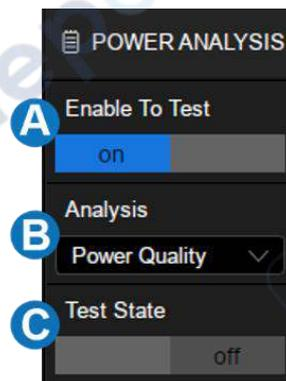 POWER ANALYSIS
A
Enable To Test
on
Analysis
B
Power Quality
C
Test State
off